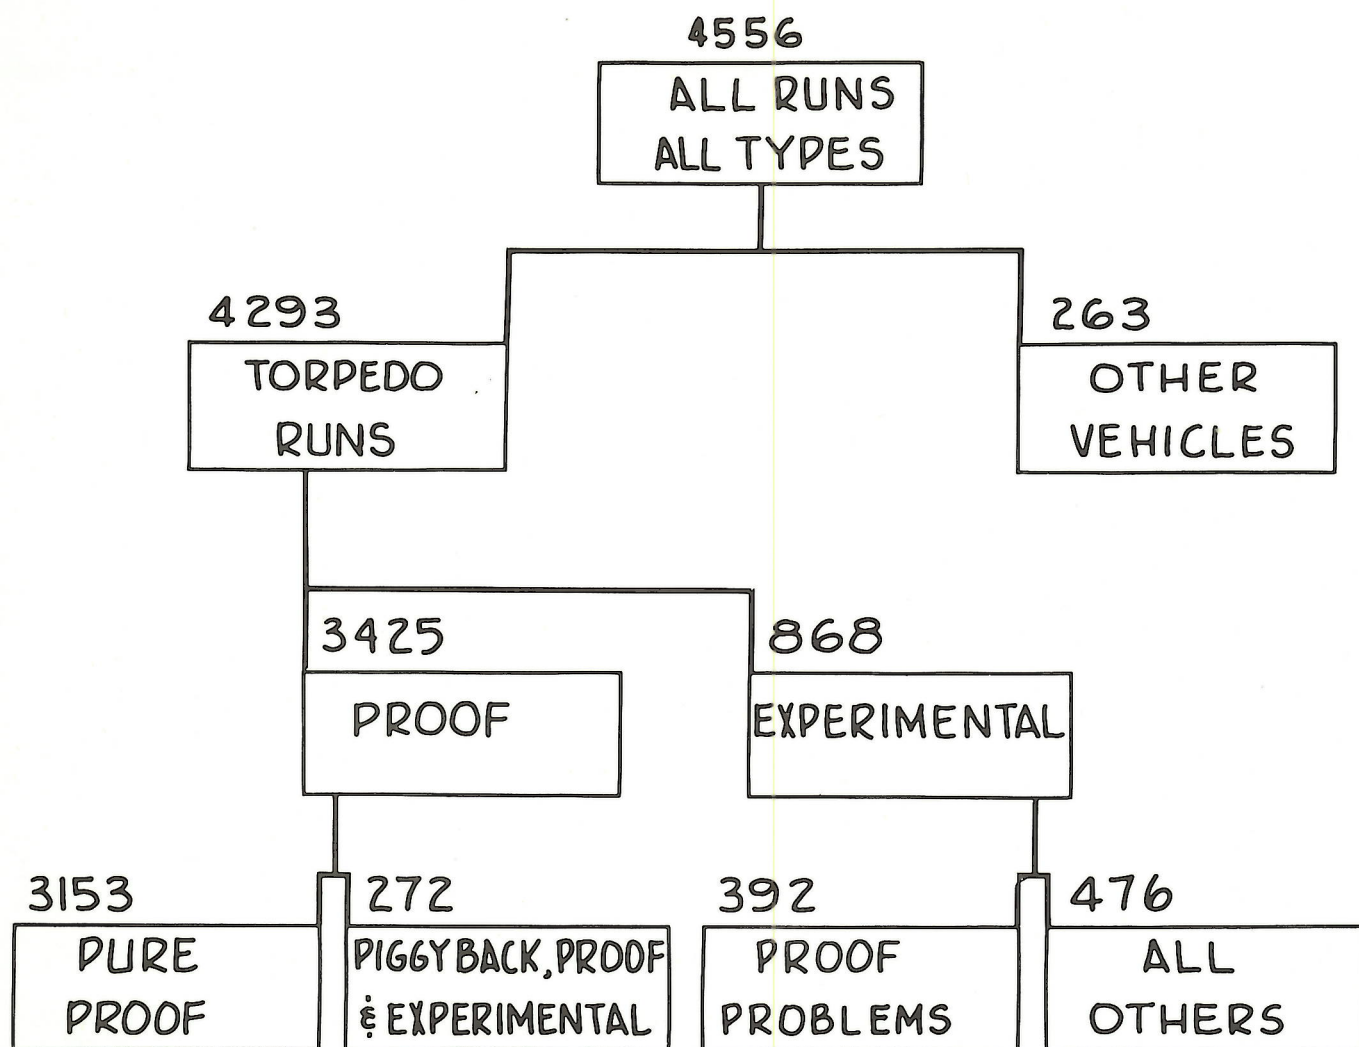 4556
ALL RUNS
ALL TYPES
4293
TORPEDO
RUNS
263
OTHER
VEHICLES
3425
PROOF
868
EXPERIMENTAL
3153
PURE
PROOF
272
PIGGYBACK, PROOF
& EXPERIMENTAL
392
PROOF
PROBLEMS
476
ALL
OTHERS